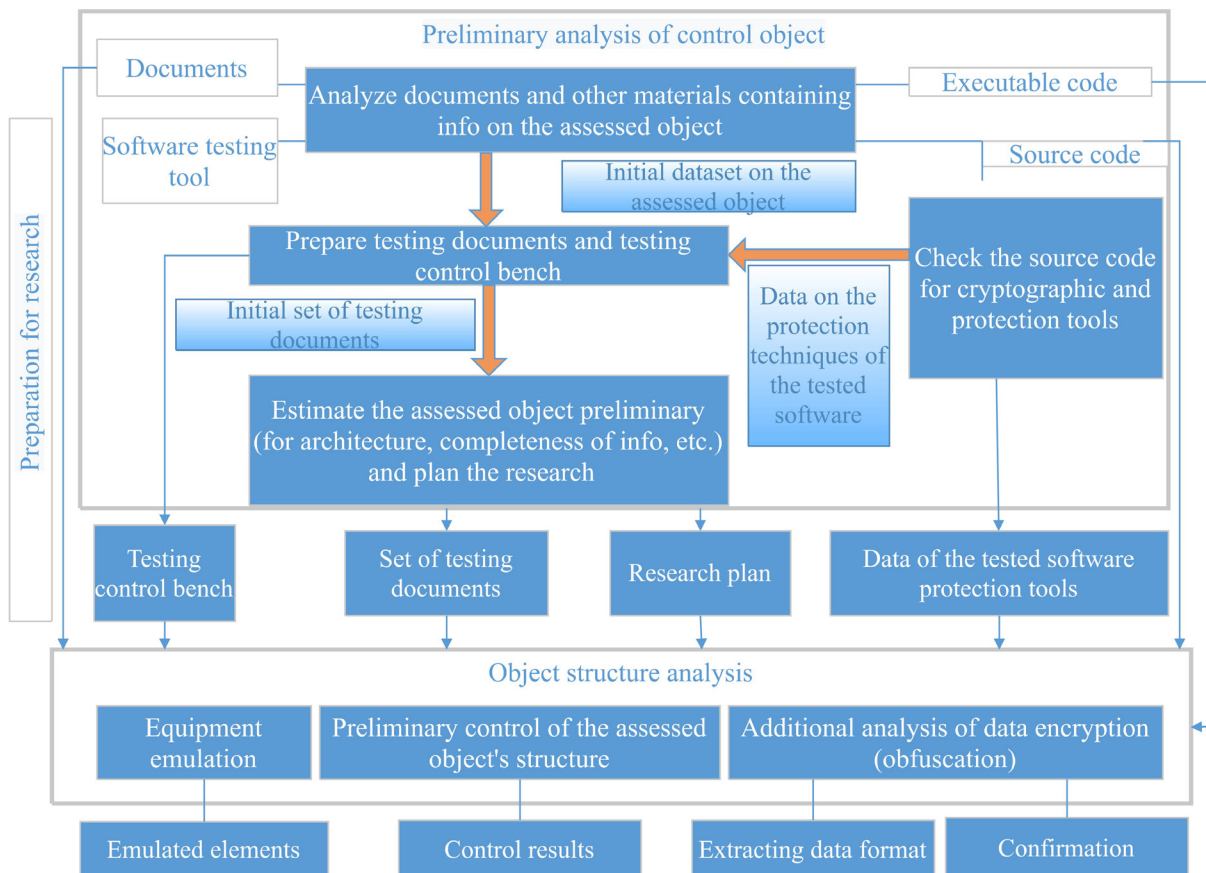 Preliminary analysis of control object
Documents
Analyze documents and other materials containing
info on the assessed object
Executable code
Software testing
tool
Source code
Initial dataset on the
assessed object
Preparation for research
Prepare testing documents and testing
control bench
Check the source code
for cryptographic and
protection tools
Data on the
protection
techniques of
the tested
software
Initial set of testing
documents
Estimate the assessed object preliminary
(for architecture, completeness of info, etc.)
and plan the research
Testing
control bench
Set of testing
documents
Research plan
Data of the tested software
protection tools
Object structure analysis
Equipment
emulation
Preliminary control of the assessed
object's structure
Additional analysis of data encryption
(obfuscation)
Emulated elements
Control results
Extracting data format
Confirmation